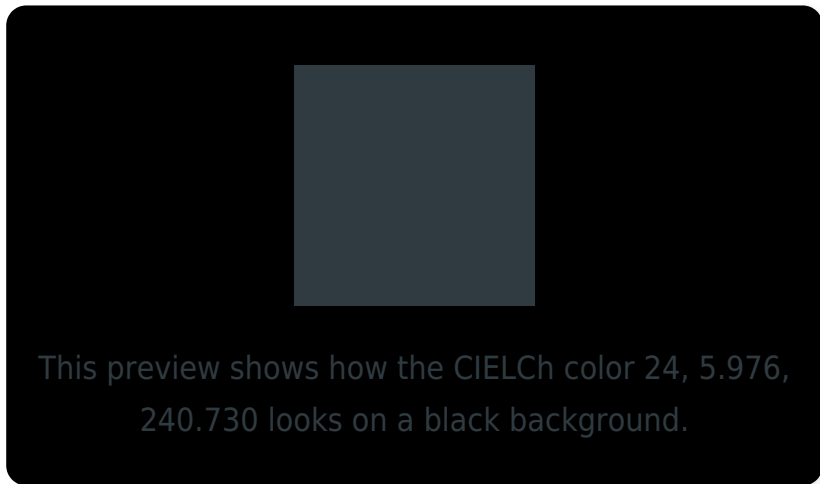 This preview shows how the CIELCh color 24, 5.976,
240.730 looks on a black background.